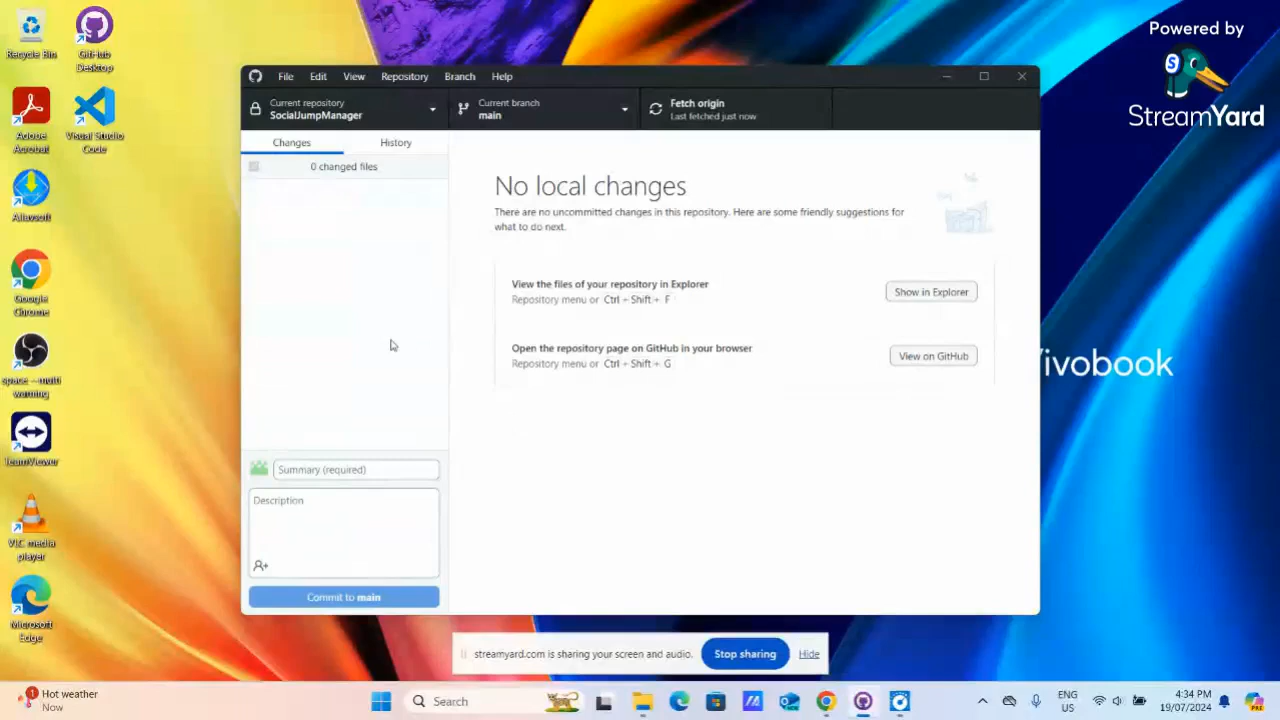 Powered by
StreamYard
Recycle Bin
GitHub
Desktop
Adobe
Acrobat
Visual Studio
Code
Allavsoft
Google
Chrome
space -- multi
warning
TeamViewer
VLC media
player
Microsoft
Edge
File Edit View Repository Branch Help
Current repository
SocialJumpManager
Current branch
main
Fetch origin
Last fetched just now
Changes
History
0 changed files
No local changes
There are no uncommitted changes in this repository. Here are some friendly suggestions for
what to do next.
View the files of your repository in Explorer
Repository menu or Ctrl + Shift + F
Show in Explorer
Open the repository page on GitHub in your browser
Repository menu or Ctrl + Shift + G
View on GitHub
Summary (required)
Description
Commit to main
ivobook
streamyard.com is sharing your screen and audio.
Stop sharing
Hide
Hot weather
Now
1
Search
ENG
US
4:34 PM
19/07/2024